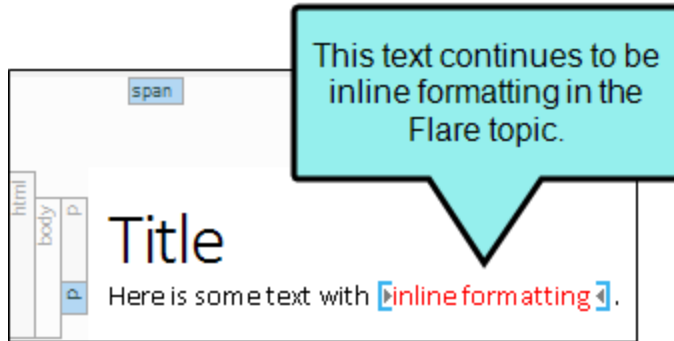 This text continues to be
inline formatting in the
Flare topic.
span
html
body
p
Title
p
Here is some text with inline formatting.